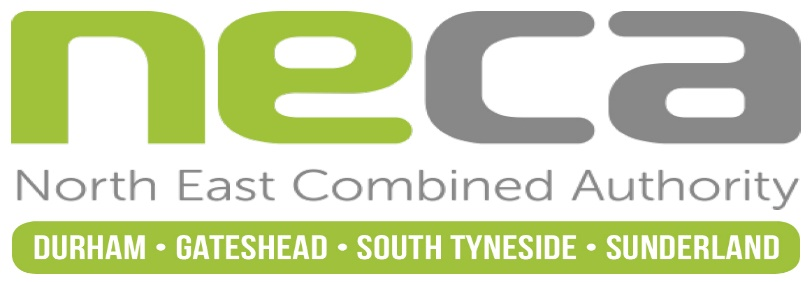 neca
North East Combined Authority
DURHAM • GATESHEAD • SOUTH TYNESIDE • SUNDERLAND